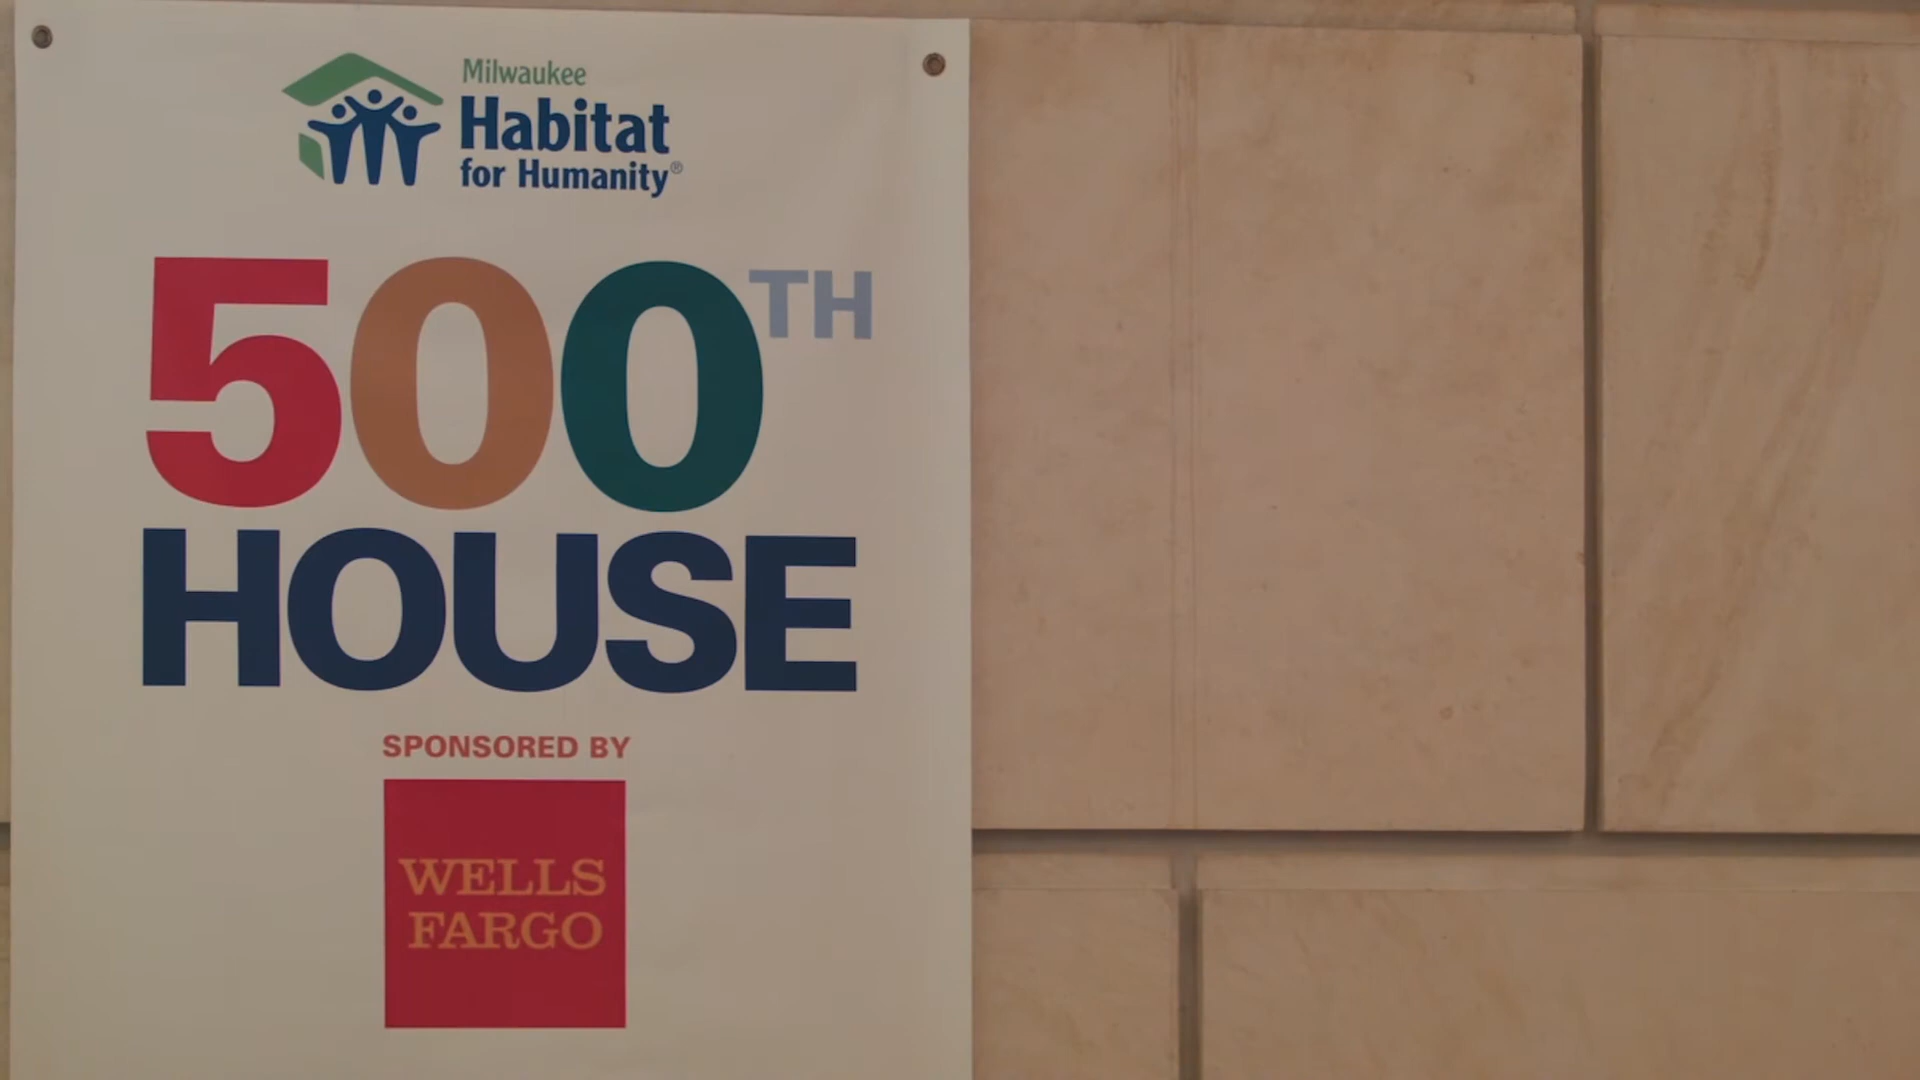 Milwaukee
Habitat
for Humanity®
500TH
HOUSE
SPONSORED BY
WELLS
FARGO